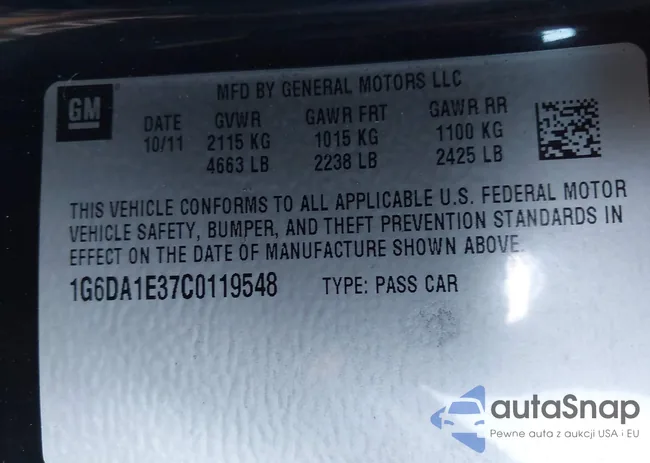 GM
MFD BY GENERAL MOTORS LLC
DATE GVWR GAWR FRT GAWR RR
10/11 2115 KG 1015 KG 1100 KG
4663 LB 2238 LB 2425 LB
THIS VEHICLE CONFORMS TO ALL APPLICABLE U.S. FEDERAL MOTOR
VEHICLE SAFETY, BUMPER, AND THEFT PREVENTION STANDARDS IN
EFFECT ON THE DATE OF MANUFACTURE SHOWN ABOVE.
1G6DA1E37C0119548 TYPE: PASS CAR
autaSnap
Pewne auta z aukcji USA i EU